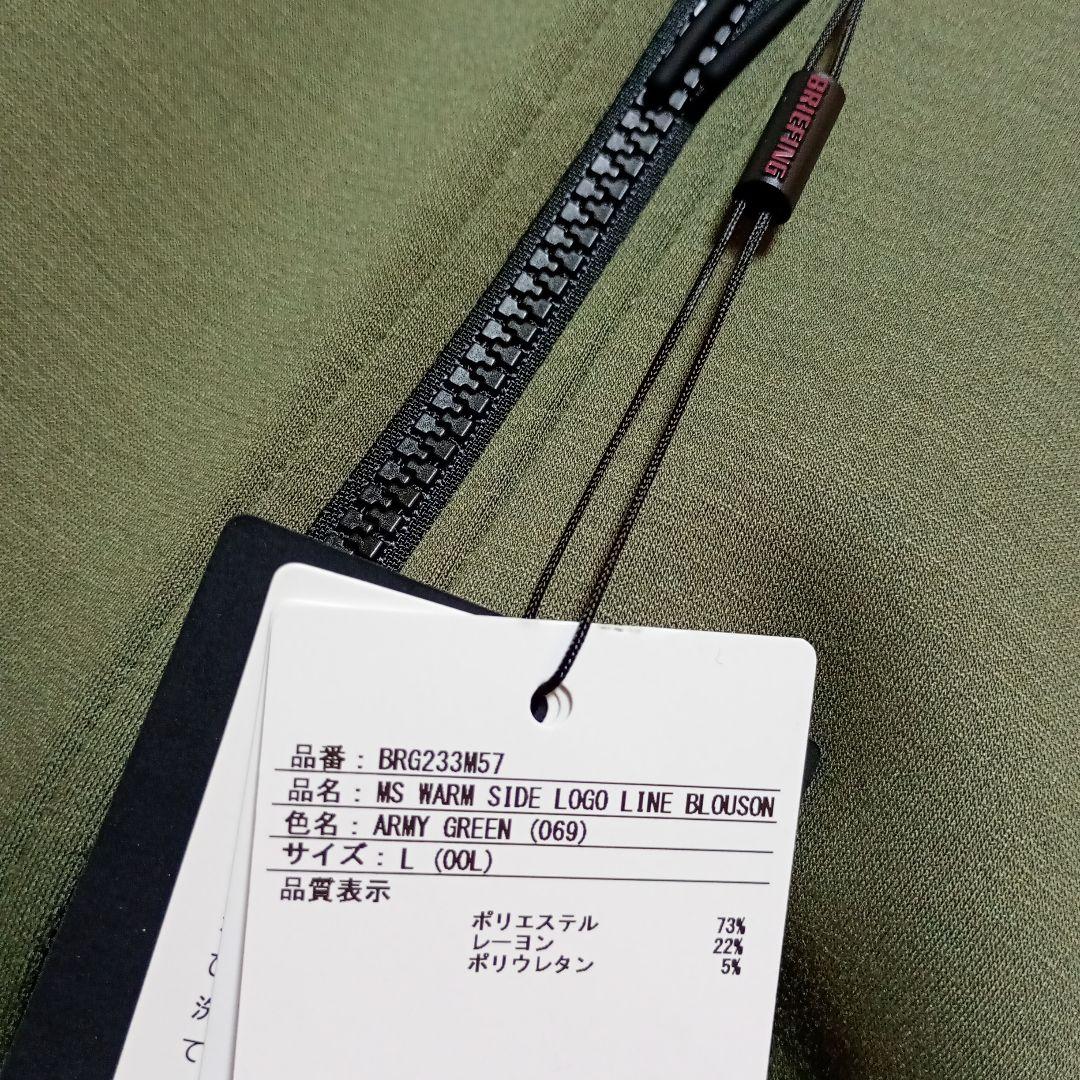 BRIEFING
品番 : BRG233M57
品名 : MS WARM SIDE LOGO LINE BLOUSON
色名 : ARMY GREEN (069)
サイズ : L (00L)
品質表示
ポリエステル 73%
レーヨン 22%
ポリウレタン 5%
て